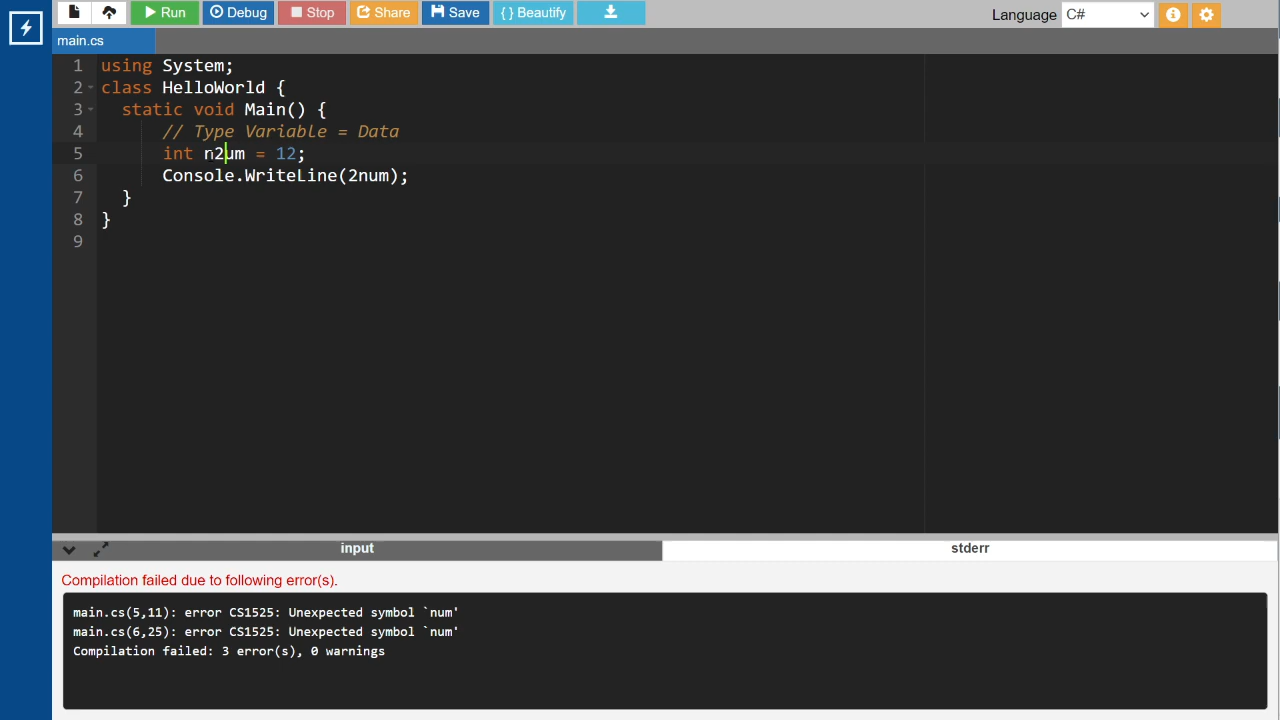 Run Debug Stop Share Save { } Beautify Language C#
main.cs
1 using System;
2 class HelloWorld {
3 static void Main() {
4 // Type Variable = Data
5 int n2um = 12;
6 Console.WriteLine(2num);
7 }
8 }
9
input stderr
Compilation failed due to following error(s).
main.cs(5,11): error CS1525: Unexpected symbol `num'
main.cs(6,25): error CS1525: Unexpected symbol `num'
Compilation failed: 3 error(s), 0 warnings